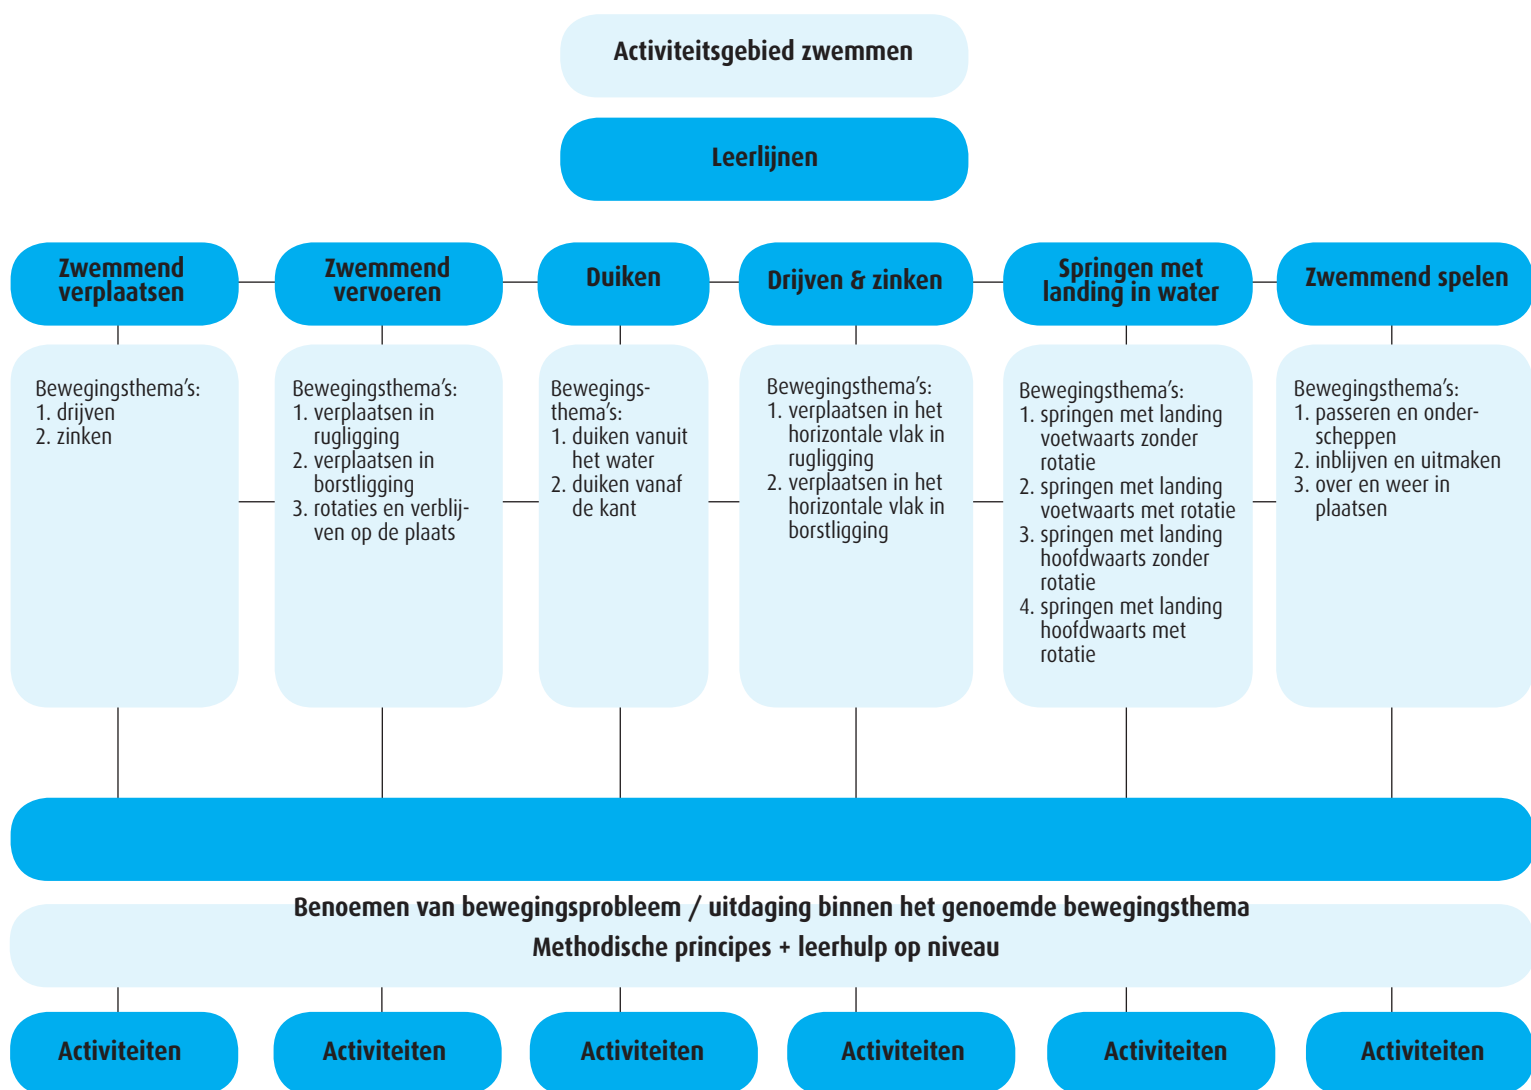 Activiteitsgebied zwemmen
Leerlijnen
Zwemmend
verplaatsen
Zwemmend
vervoeren
Duiken
Drijven & zinken
Springen met
landing in water
Zwemmend spelen
Bewegingsthema's:
1. drijven
2. zinken
Bewegingsthema's:
1. verplaatsen in
rugligging
2. verplaatsen in
borstligging
3. rotaties en verblij-
ven op de plaats
Bewegings-
thema's:
1. duiken vanuit
het water
2. duiken vanaf
de kant
Bewegingsthema's:
1. verplaatsen in het
horizontale vlak in
rugligging
2. verplaatsen in het
horizontale vlak in
borstligging
Bewegingsthema's:
1. springen met landing
voetwaarts zonder
rotatie
2. springen met landing
voetwaarts met rotatie
3. springen met landing
hoofdwaarts zonder
rotatie
4. springen met landing
hoofdwaarts met
rotatie
Bewegingsthema's:
1. passeren en onder-
scheppen
2. inblijven en uitmaken
3. over en weer in
plaatsen
Benoemen van bewegingsprobleem / uitdaging binnen het genoemde bewegingsthema
Methodische principes + leerhulp op niveau
Activiteiten
Activiteiten
Activiteiten
Activiteiten
Activiteiten
Activiteiten